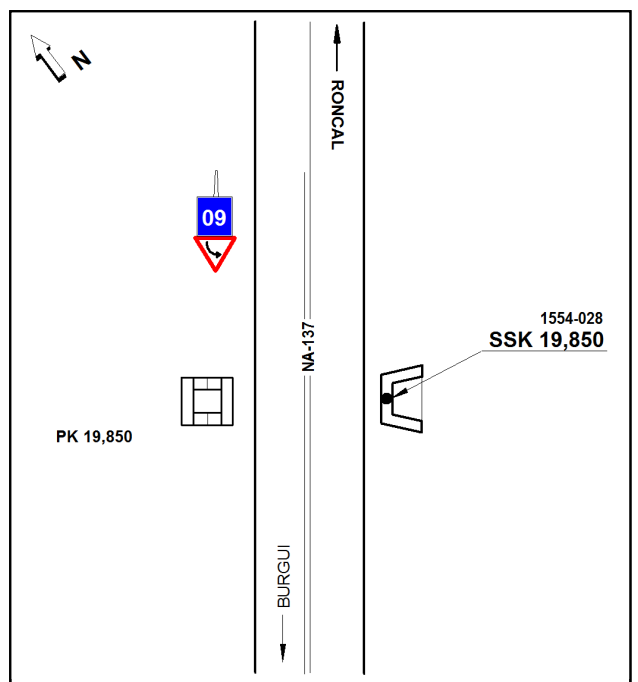 N
RONCAL
09
NA-137
1554-028
SSK 19,850
PK 19,850
BURGUI